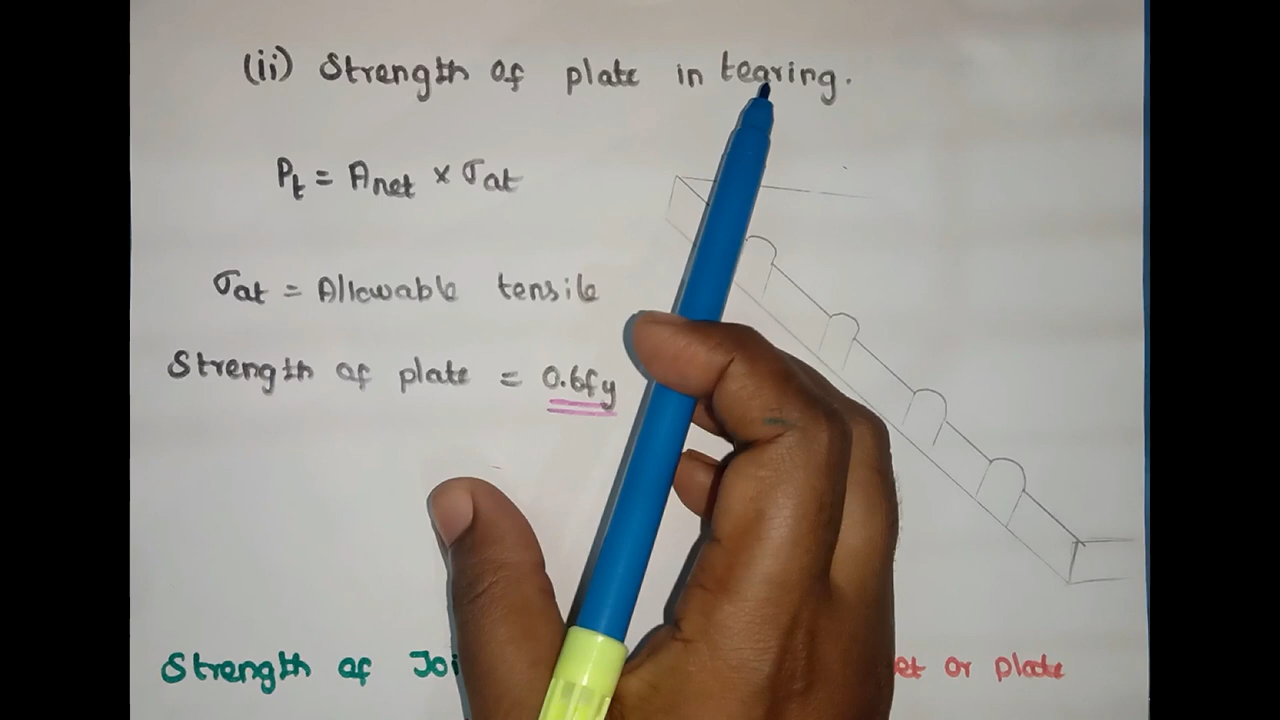 (ii) Strength of plate in tearing.
Pt = Anet × σat
σat = Allowable tensile
Strength of plate = 0.6fy
Strength of or plate